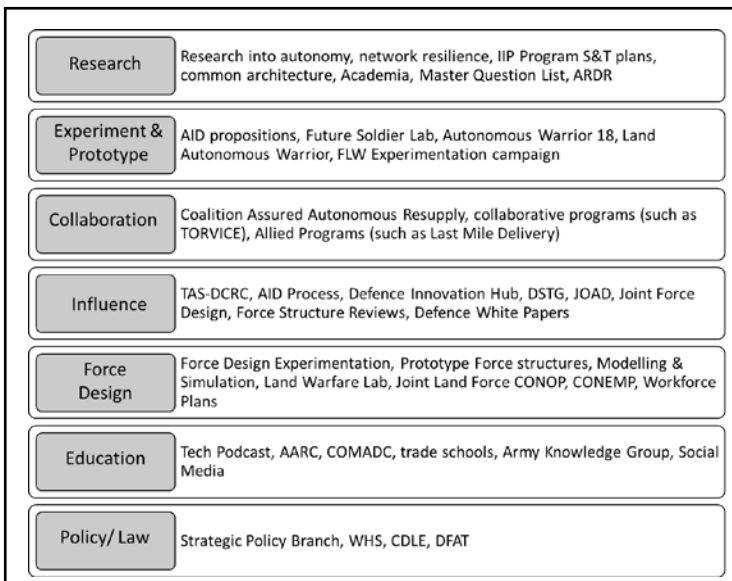 Research
Research into autonomy, network resilience, IIP Program S&T plans,
common architecture, Academia, Master Question List, ARDR
Experiment &
Prototype
AID propositions, Future Soldier Lab, Autonomous Warrior 18, Land
Autonomous Warrior, FLW Experimentation campaign
Collaboration
Coalition Assured Autonomous Resupply, collaborative programs (such as
TORVICE), Allied Programs (such as Last Mile Delivery)
Influence
TAS-DCRC, AID Process, Defence Innovation Hub, DSTG, JOAD, Joint Force
Design, Force Structure Reviews, Defence White Papers
Force
Design
Force Design Experimentation, Prototype Force structures, Modelling &
Simulation, Land Warfare Lab, Joint Land Force CONOP, CONEMP, Workforce
Plans
Education
Tech Podcast, AARC, COMADC, trade schools, Army Knowledge Group, Social
Media
Policy/ Law
Strategic Policy Branch, WHS, CDLE, DFAT